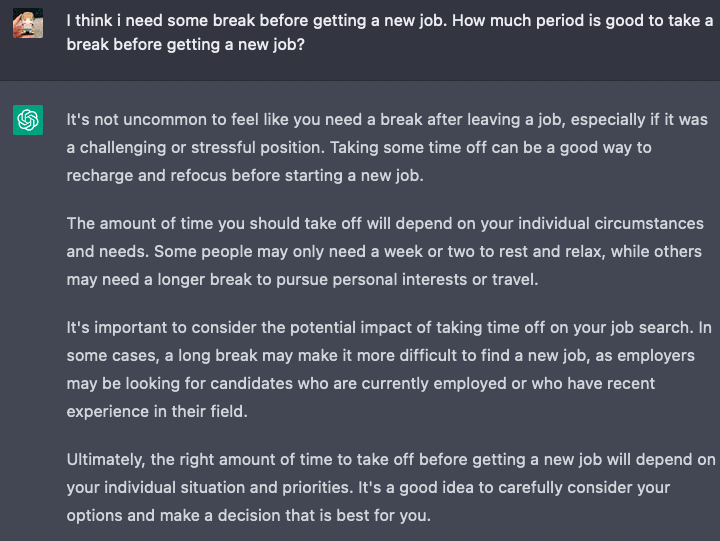 I think i need some break before getting a new job. How much period is good to take a
break before getting a new job?
It's not uncommon to feel like you need a break after leaving a job, especially if it was
a challenging or stressful position. Taking some time off can be a good way to
recharge and refocus before starting a new job.
The amount of time you should take off will depend on your individual circumstances
and needs. Some people may only need a week or two to rest and relax, while others
may need a longer break to pursue personal interests or travel.
It's important to consider the potential impact of taking time off on your job search. In
some cases, a long break may make it more difficult to find a new job, as employers
may be looking for candidates who are currently employed or who have recent
experience in their field.
Ultimately, the right amount of time to take off before getting a new job will depend on
your individual situation and priorities. It's a good idea to carefully consider your
options and make a decision that is best for you.